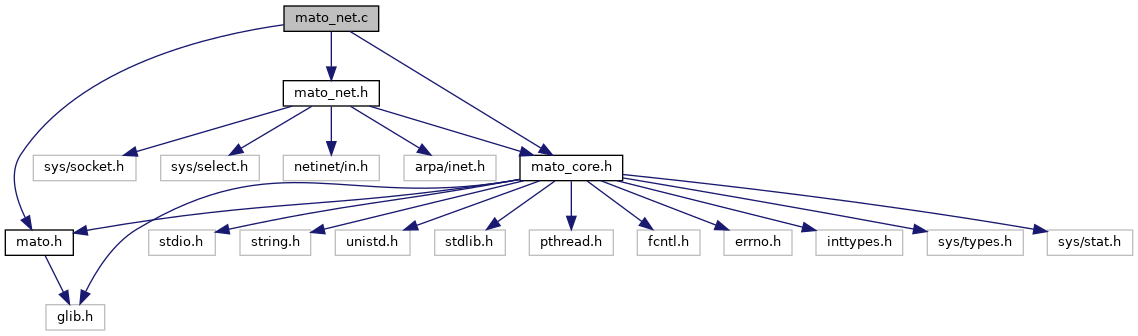 mato_net.c
mato_net.h
sys/socket.h
sys/select.h
netinet/in.h
arpa/inet.h
mato_core.h
mato.h
stdio.h
string.h
unistd.h
stdlib.h
pthread.h
fcntl.h
errno.h
inttypes.h
sys/types.h
sys/stat.h
glib.h